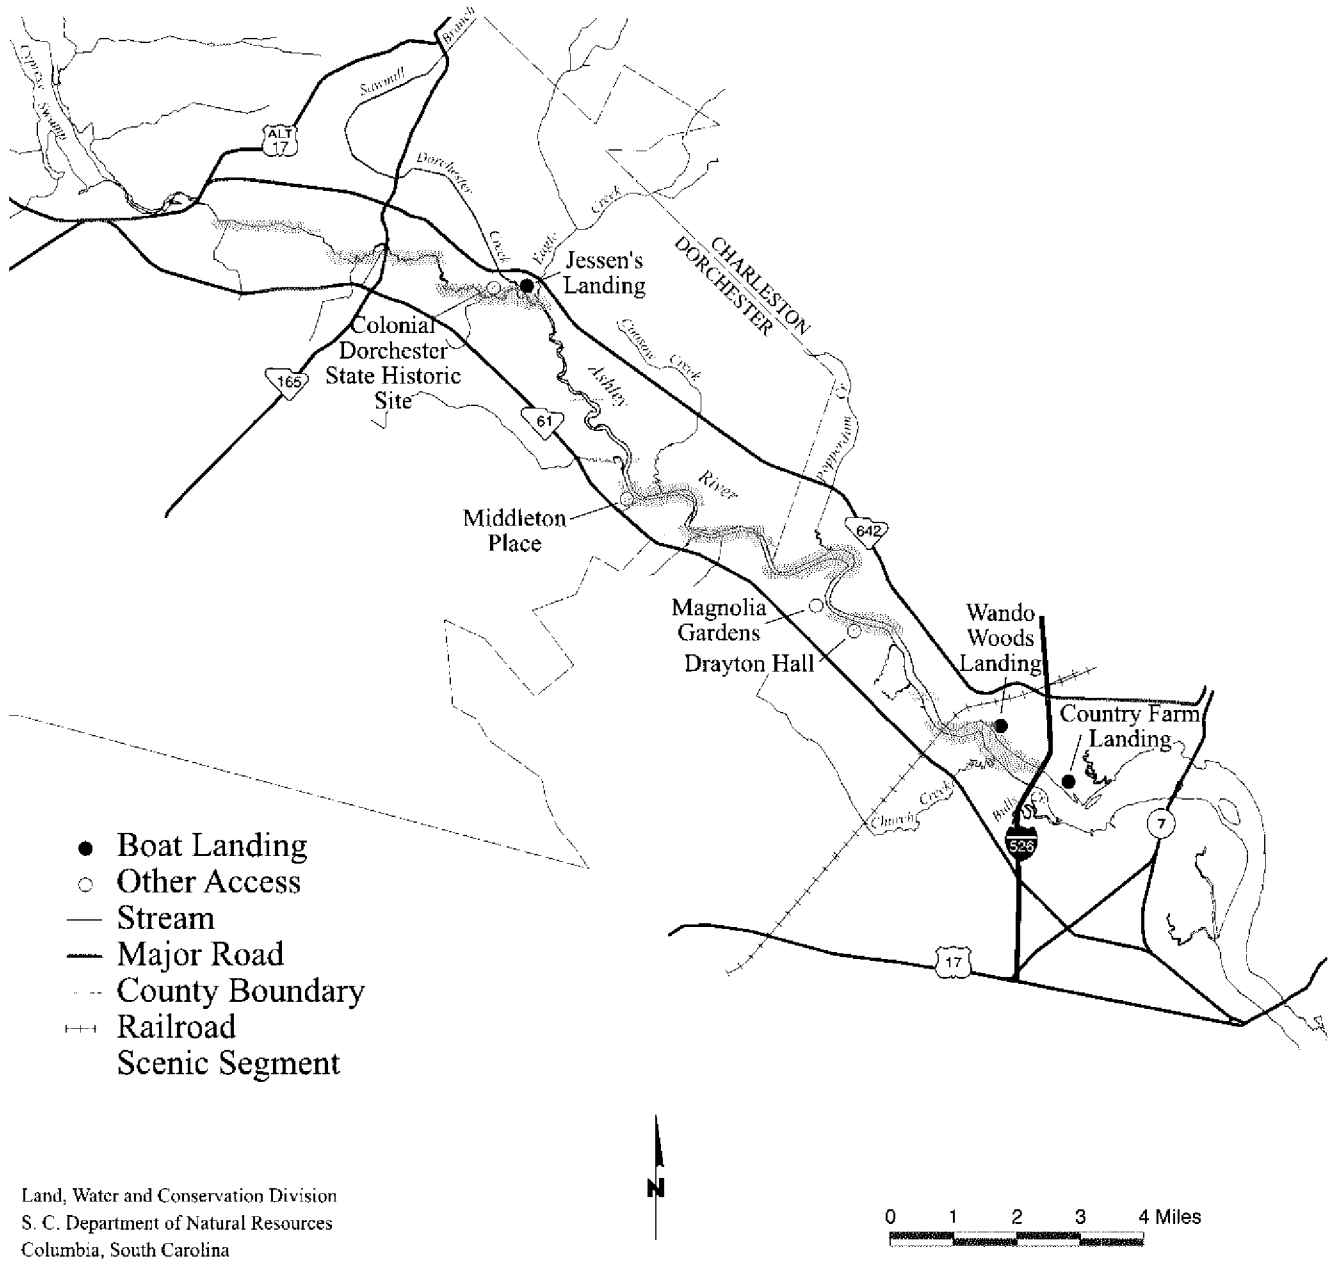 Branch
Sawmill
Cypress
Swamp
ALT
17
Dorchester
Creek
Creek
Eagle
CHARLESTON
DORCHESTER
Jessen's
Landing
Colonial
Dorchester
State Historic
Site
Creek
165
61
Ashley
Popperdam
River
Middleton
Place
642
Magnolia
Gardens
Drayton Hall
Wando
Woods
Landing
Country Farm
Landing
Church
Creek
Bulls
526
7
17
Boat Landing
Other Access
Stream
Major Road
County Boundary
Railroad
Scenic Segment
N
Land, Water and Conservation Division
S. C. Department of Natural Resources
Columbia, South Carolina
0 1 2 3 4 Miles